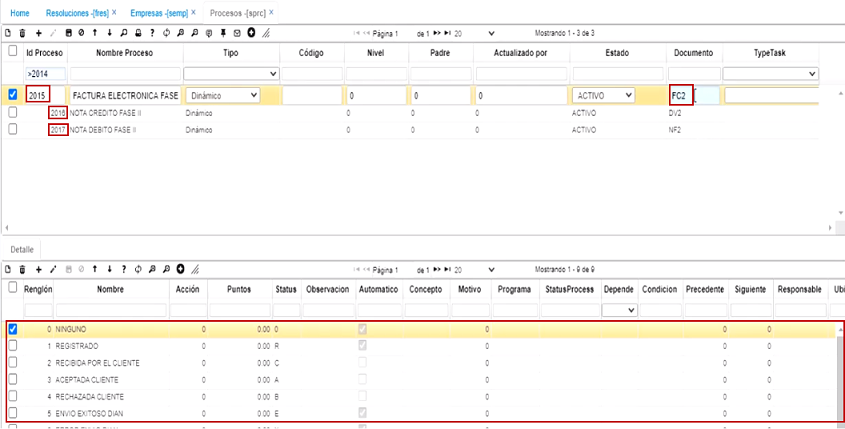 Home Resoluciones -[fres] × Empresas -[semp] × Procesos -[sprc] ×
Página 1 de 1 20 Mostrando 1 - 3 de 3
Id Proceso Nombre Proceso Tipo Código Nivel Padre Actualizado por Estado Documento TypeTask
>2014
2015 FACTURA ELECTRONICA FASE Dinámico 0 0 0 ACTIVO FC2
2016 NOTA CREDITO FASE II Dinámico 0 0 0 ACTIVO DV2
2017 NOTA DEBITO FASE II Dinámico 0 0 0 ACTIVO NF2
Detalle
Página 1 de 1 20 Mostrando 1 - 9 de 9
Renglón Nombre Acción Puntos Status Observacion Automatico Concepto Motivo Programa StatusProcess Depende Condicion Precedente Siguiente Responsable Ubi
0 NINGUNO 0 0.00 0 0 0 0
1 REGISTRADO 0 0.00 R 0 0 0
2 RECIBIDA POR EL CLIENTE 0 0.00 C 0 0 0
3 ACEPTADA CLIENTE 0 0.00 A 0 0 0
4 RECHAZADA CLIENTE 0 0.00 B 0 0 0
5 ENVIO EXITOSO DIAN 0 0.00 E 0 0 0